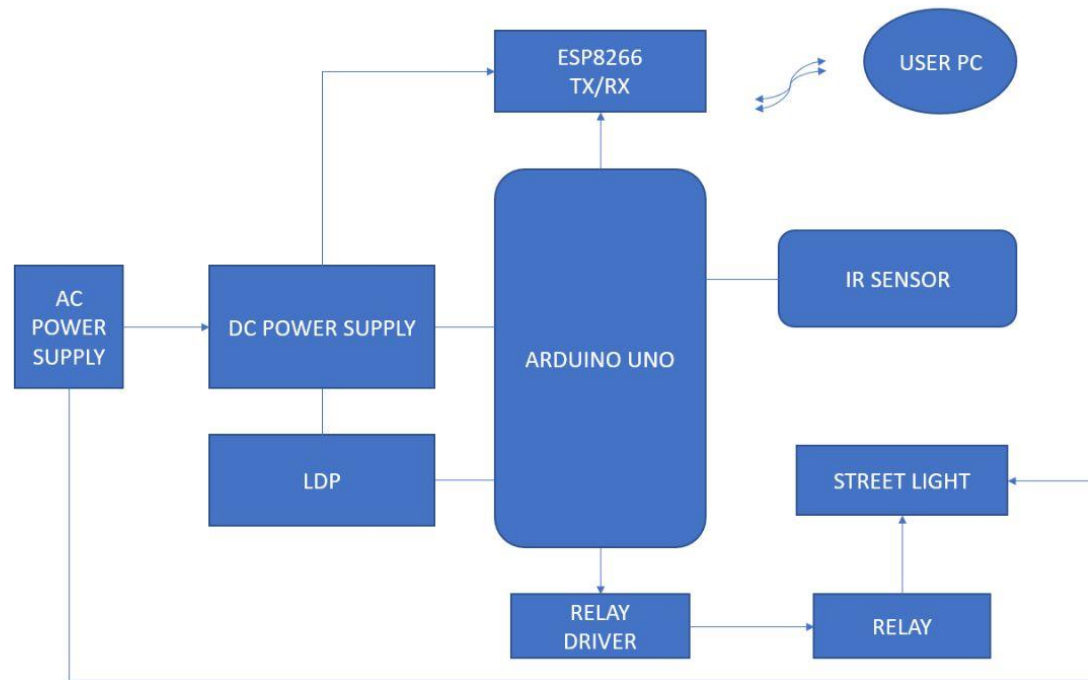 ESP8266
TX/RX
USER PC
IR SENSOR
AC
POWER
SUPPLY
DC POWER SUPPLY
ARDUINO UNO
LDP
STREET LIGHT
RELAY
DRIVER
RELAY